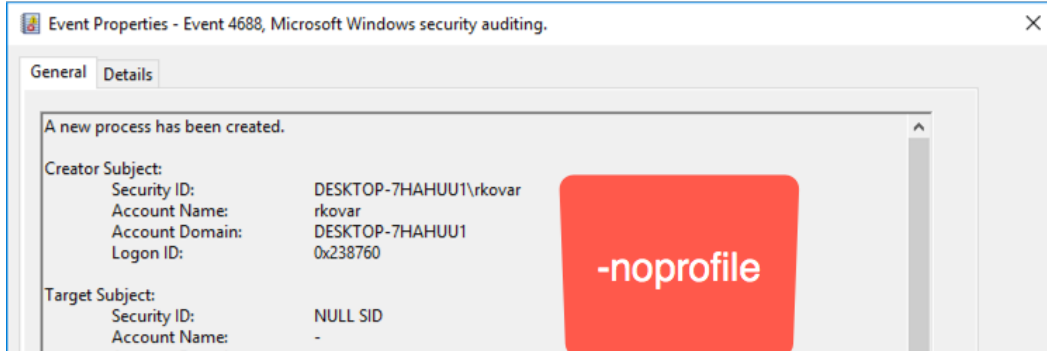 Event Properties - Event 4688, Microsoft Windows security auditing.
General Details
A new process has been created.
Creator Subject:
Security ID: DESKTOP-7HAHUU1\rkovar
Account Name: rkovar
Account Domain: DESKTOP-7HAHUU1
Logon ID: 0x238760
-noprofile
Target Subject:
Security ID: NULL SID
Account Name: -